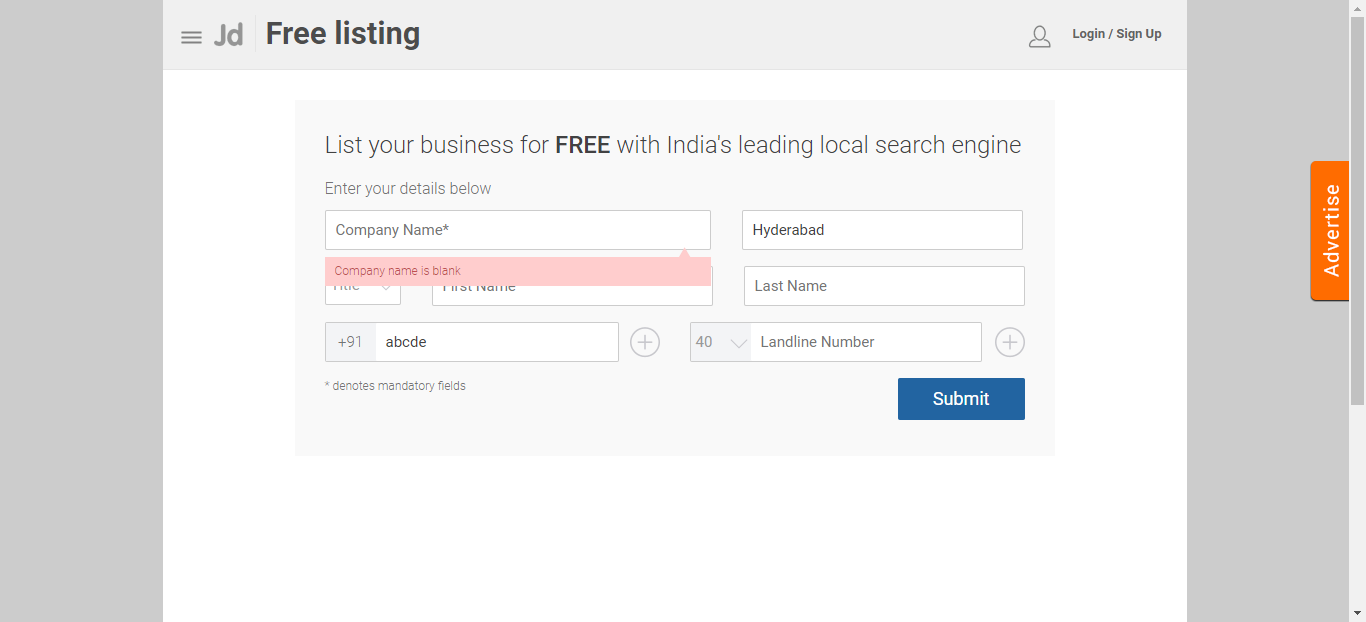 Jd Free listing Login / Sign Up
Advertise
List your business for FREE with India's leading local search engine
Enter your details below
Company Name* Hyderabad
Company name is blank
Title First Name Last Name
+91 abcde 40 Landline Number
* denotes mandatory fields
Submit